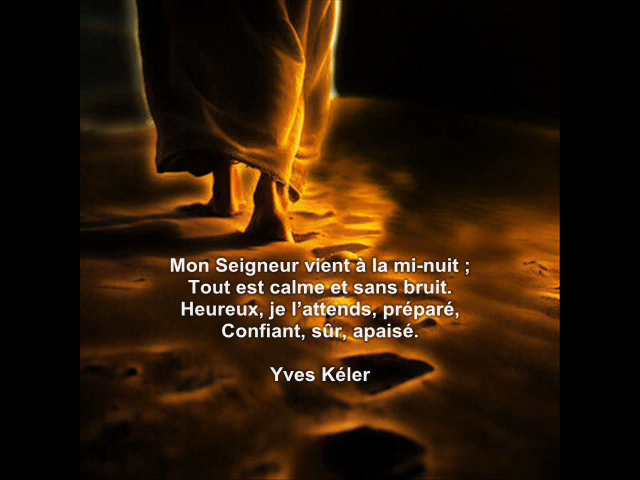 Mon Seigneur vient à la mi-nuit ;
Tout est calme et sans bruit.
Heureux, je l’attends, préparé,
Confiant, sûr, apaisé.

Yves Kéler